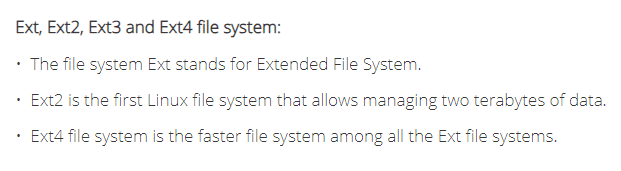 Ext, Ext2, Ext3 and Ext4 file system:
• The file system Ext stands for Extended File System.
• Ext2 is the first Linux file system that allows managing two terabytes of data.
• Ext4 file system is the faster file system among all the Ext file systems.